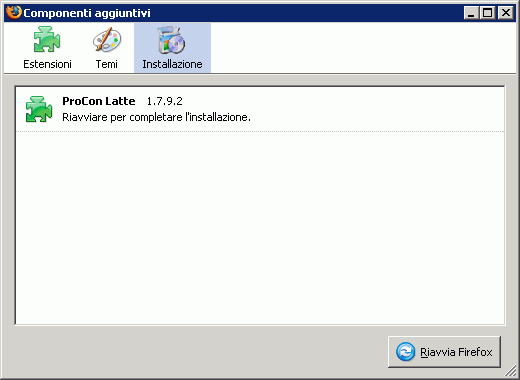 Componenti aggiuntivi
Estensioni Temi Installazione
ProCon Latte 1.7.9.2
Riavviare per completare l'installazione.
Riavvia Firefox